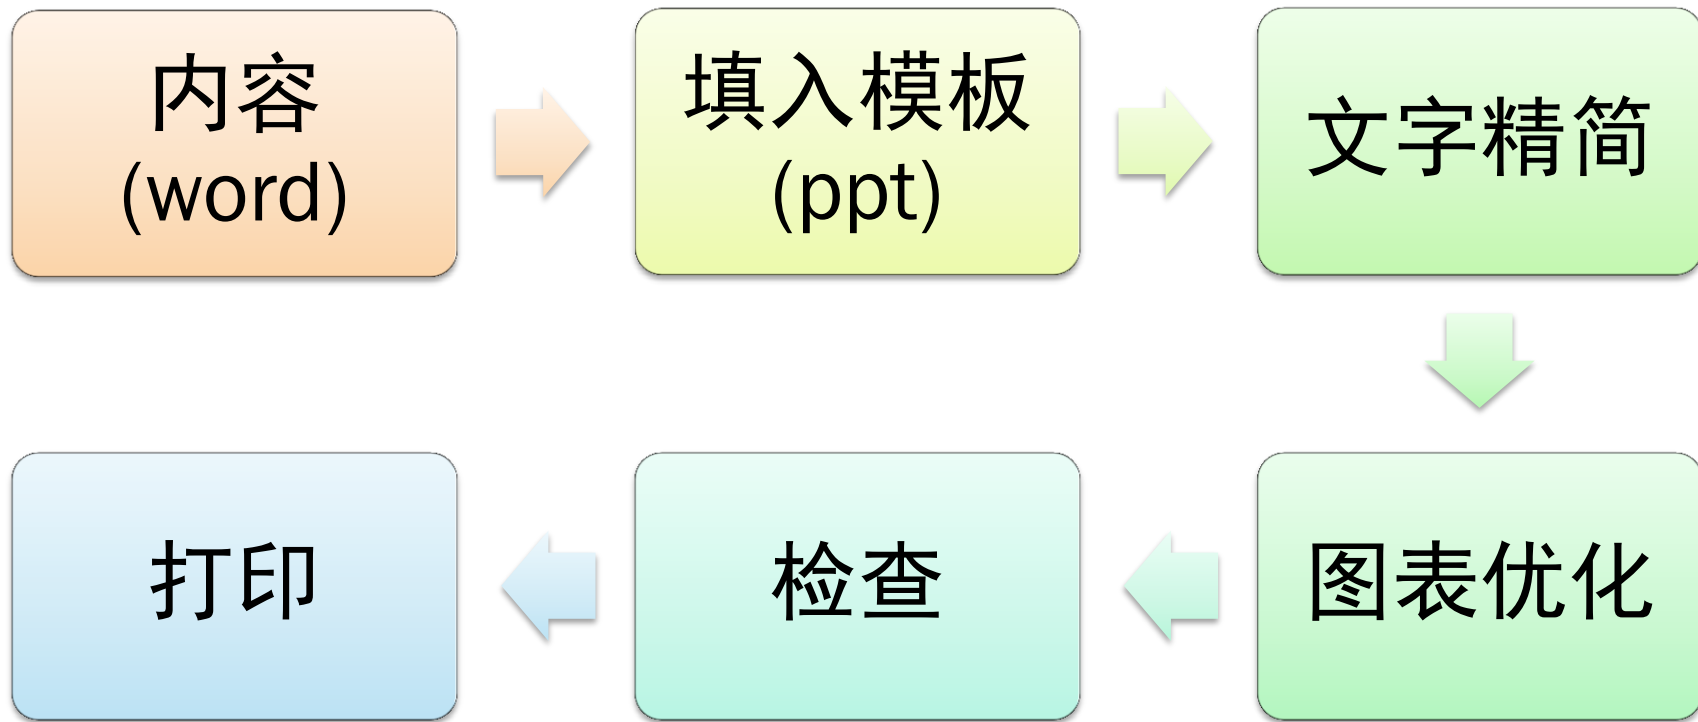 内容
(word)
填入模板
(ppt)
文字精简
图表优化
检查
打印